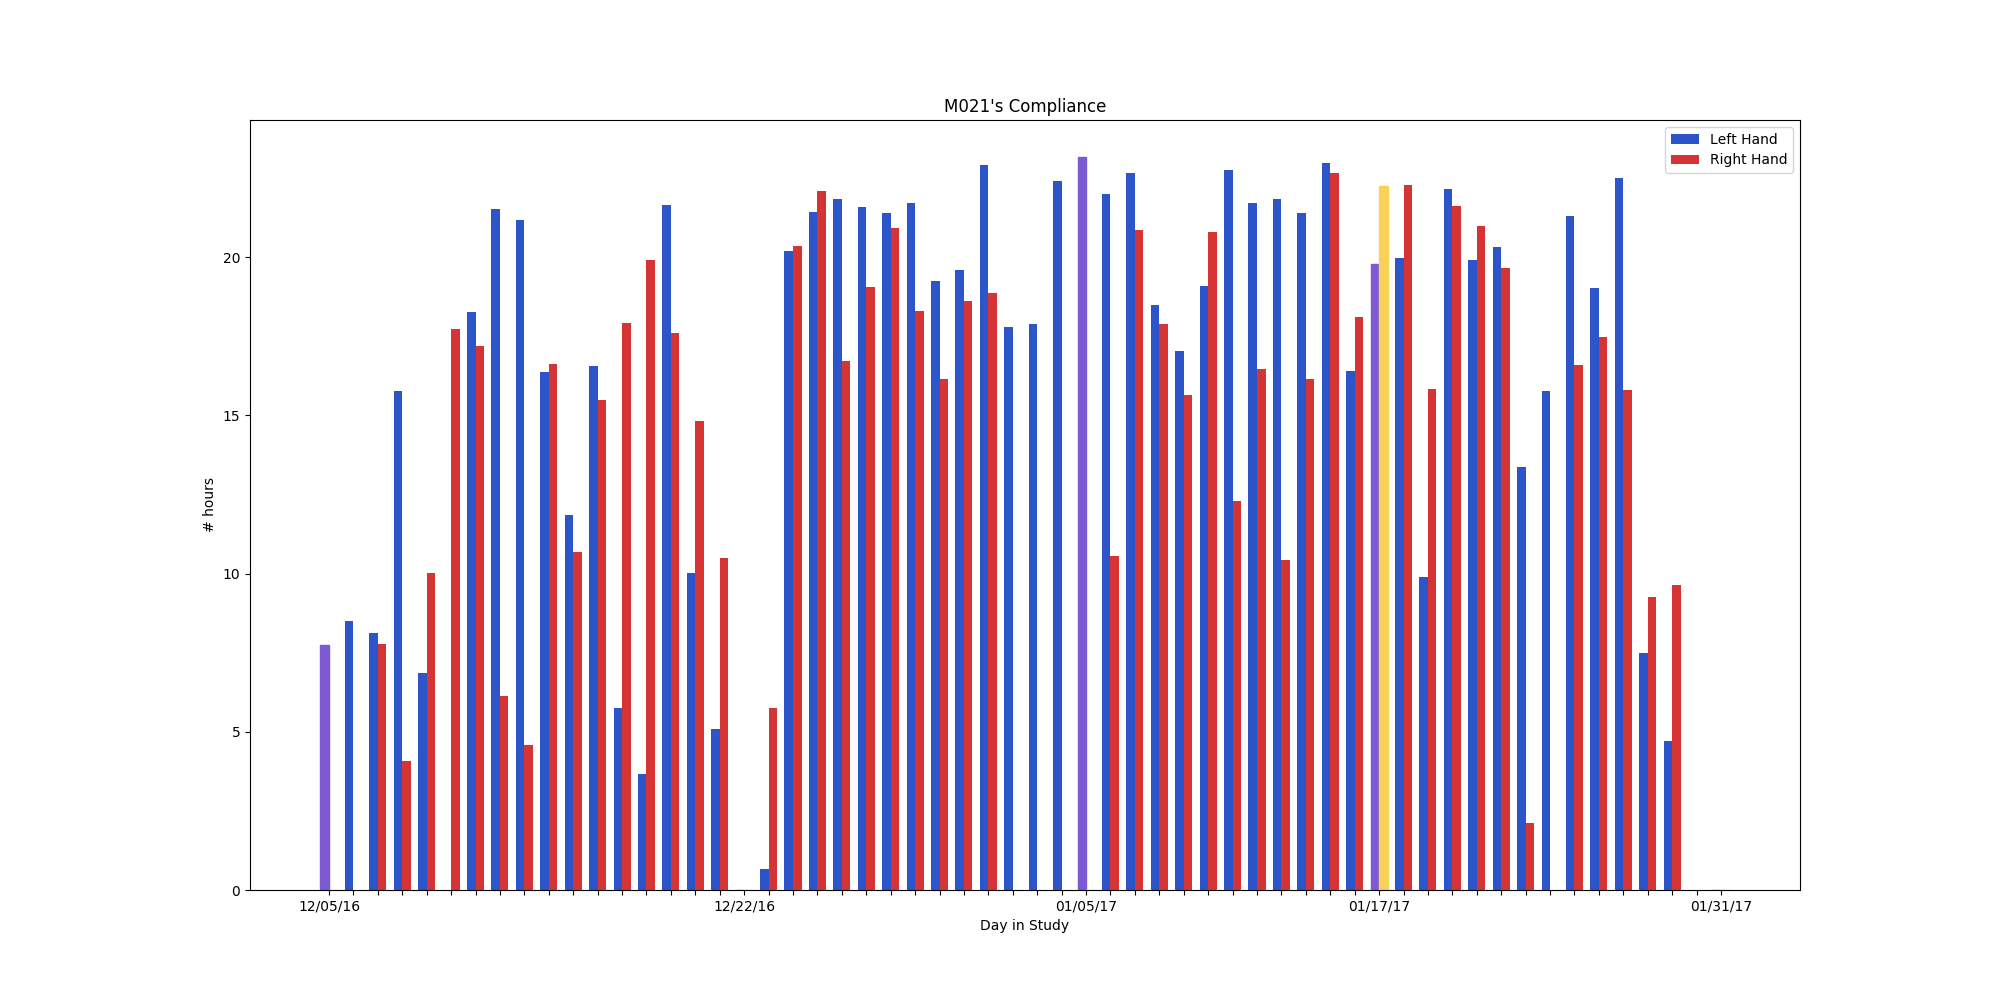 M021's Compliance
Left Hand
Right Hand
20
15
10
5
0
# hours
12/05/16
12/22/16
01/05/17
01/17/17
01/31/17
Day in Study